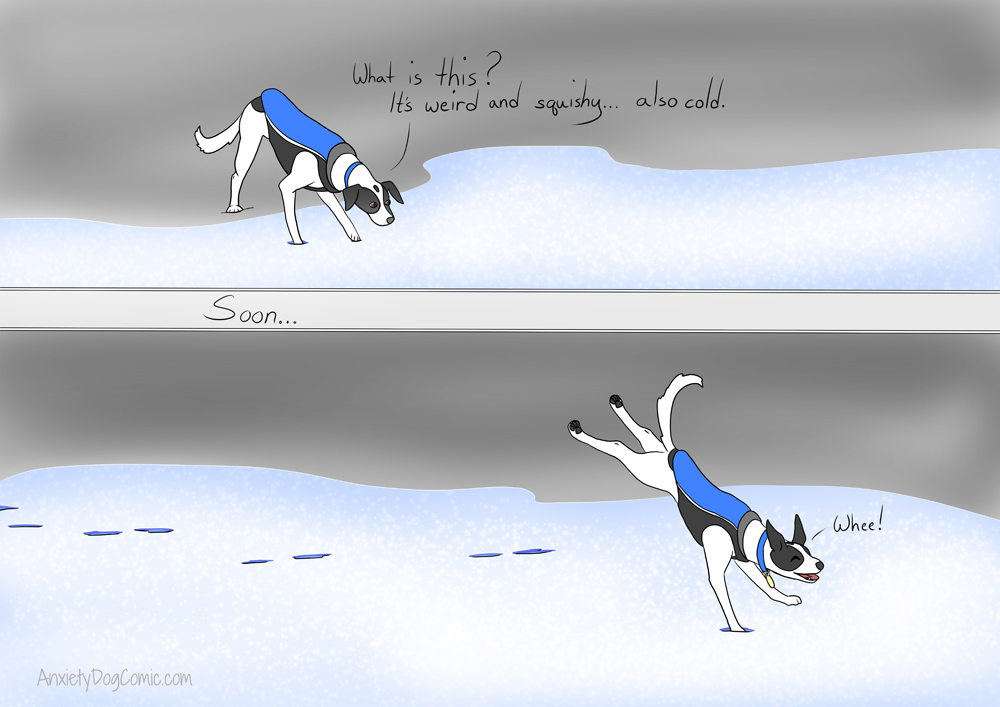 What is this?
It's weird and squishy... also cold.
Soon...
Whee!
AnxietyDogComic.com